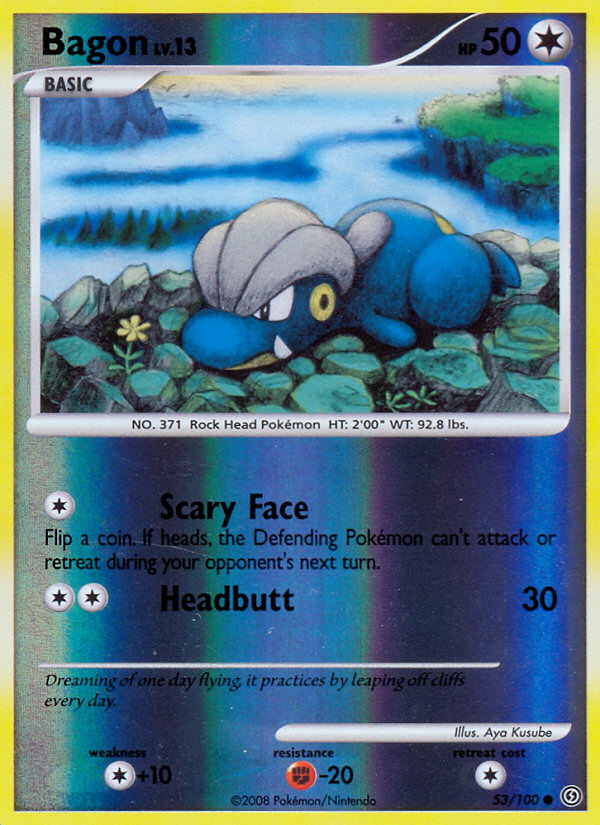 Bagon LV.13 HP 50
BASIC
NO. 371 Rock Head Pokémon HT: 2'00" WT: 92.8 lbs.
Scary Face
Flip a coin. If heads, the Defending Pokémon can't attack or
retreat during your opponent's next turn.
Headbutt 30
Dreaming of one day flying, it practices by leaping off cliffs
every day.
Illus. Aya Kusube
weakness resistance retreat cost
+10 -20
©2008 Pokémon/Nintendo 53/100